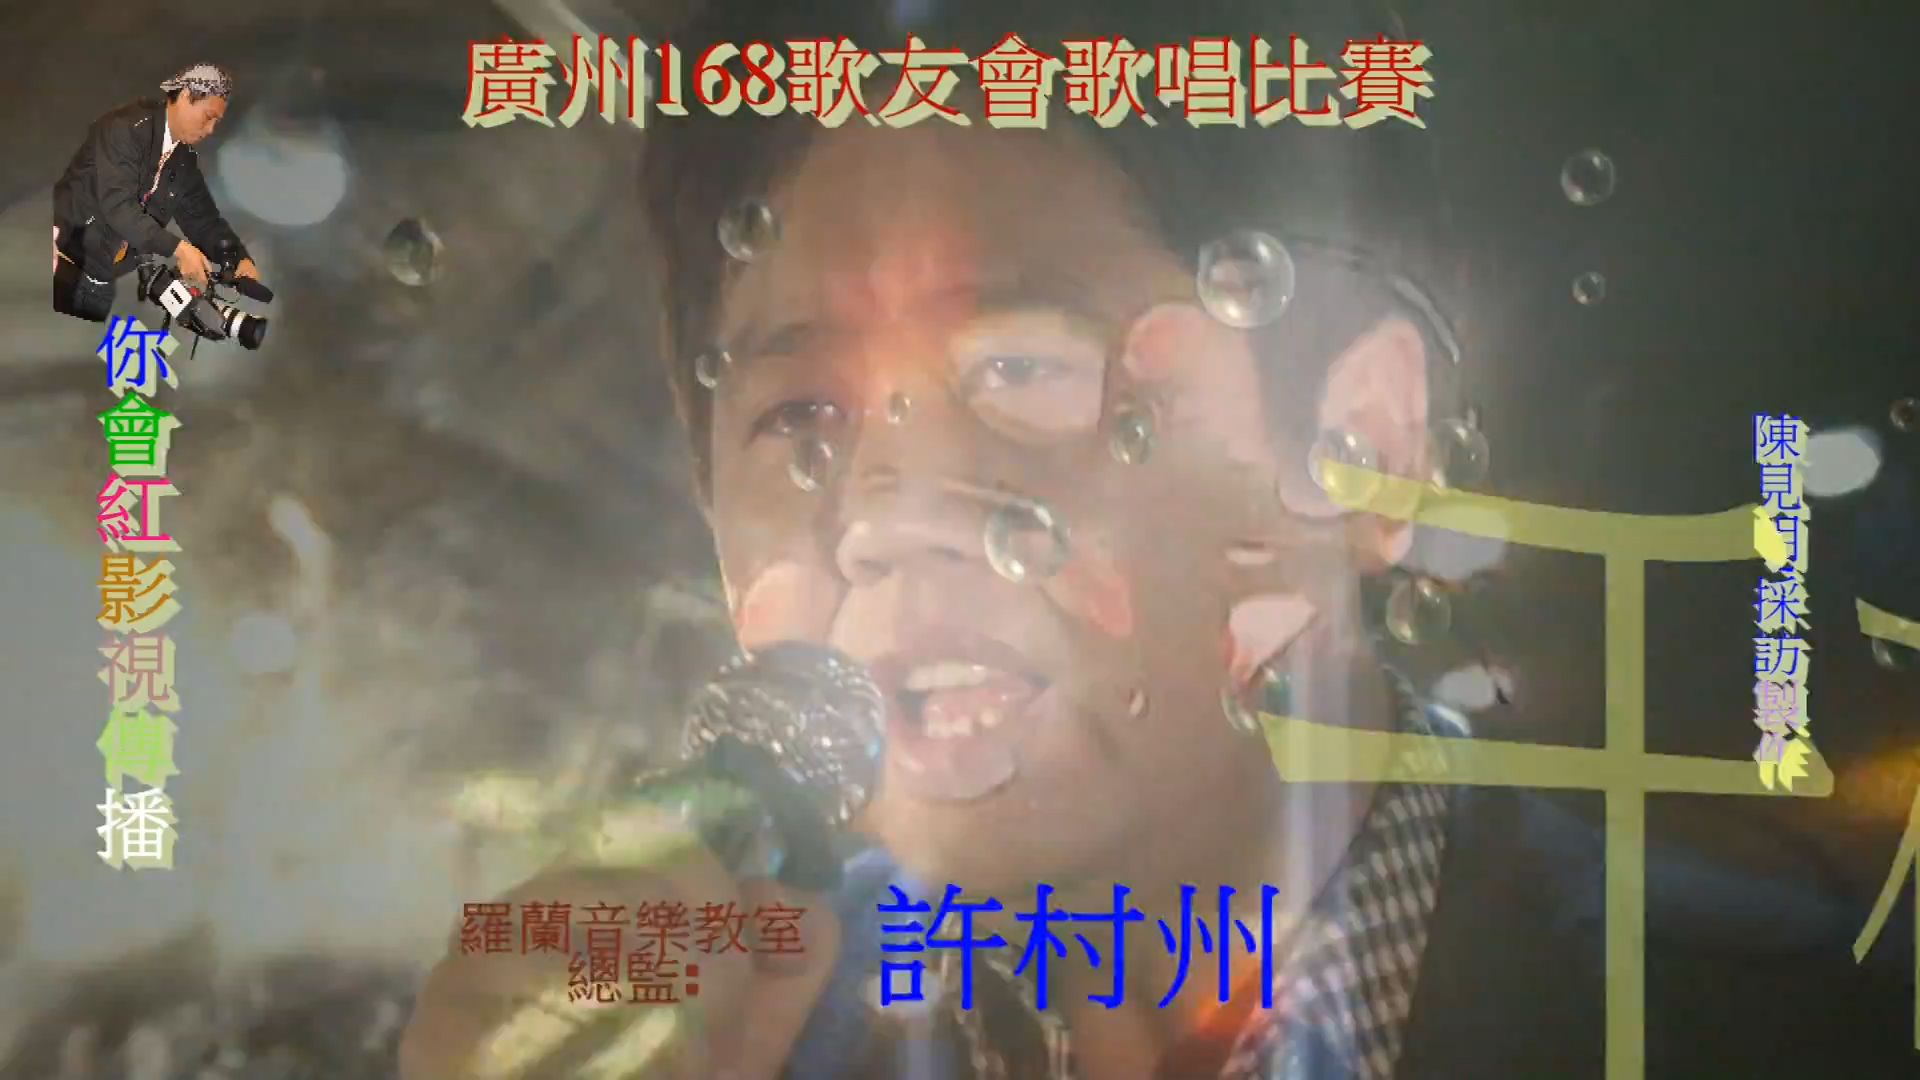 廣州168歌友會歌唱比賽
你會紅影視傳播
陳見明採訪製作
羅蘭音樂教室
總監:
許村州